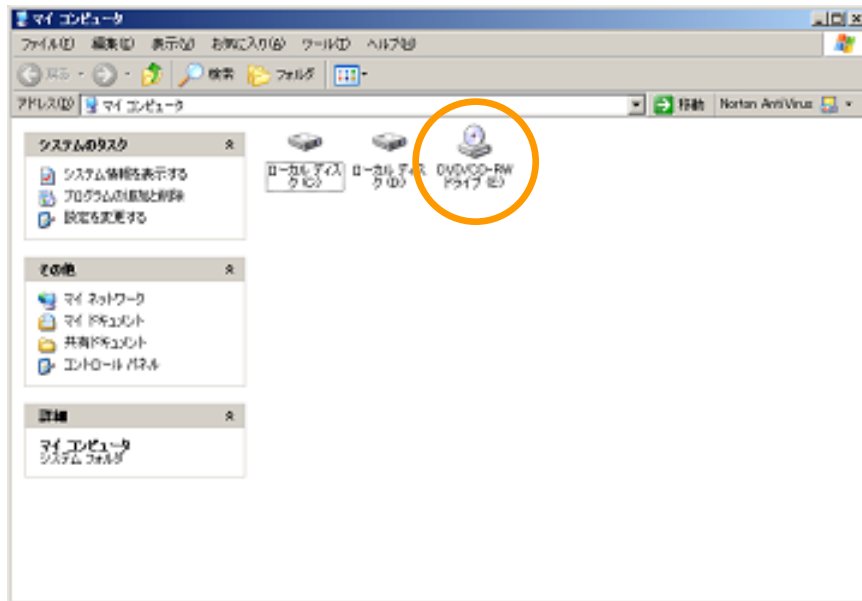 マイ コンピュータ
ファイル(F) 編集(E) 表示(V) お気に入り(A) ツール(T) ヘルプ(H)
戻る 検索 フォルダ
アドレス(D) マイ コンピュータ 移動 Norton AntiVirus
システムのタスク
システム情報を表示する
プログラムの追加と削除
設定を変更する
その他
マイ ネットワーク
マイ ドキュメント
共有ドキュメント
コントロール パネル
詳細
マイ コンピュータ
システム フォルダ
ローカル ディス
ク (C:)
ローカル ディス
ク (D:)
DVD/CD-RW
ドライブ (E:)